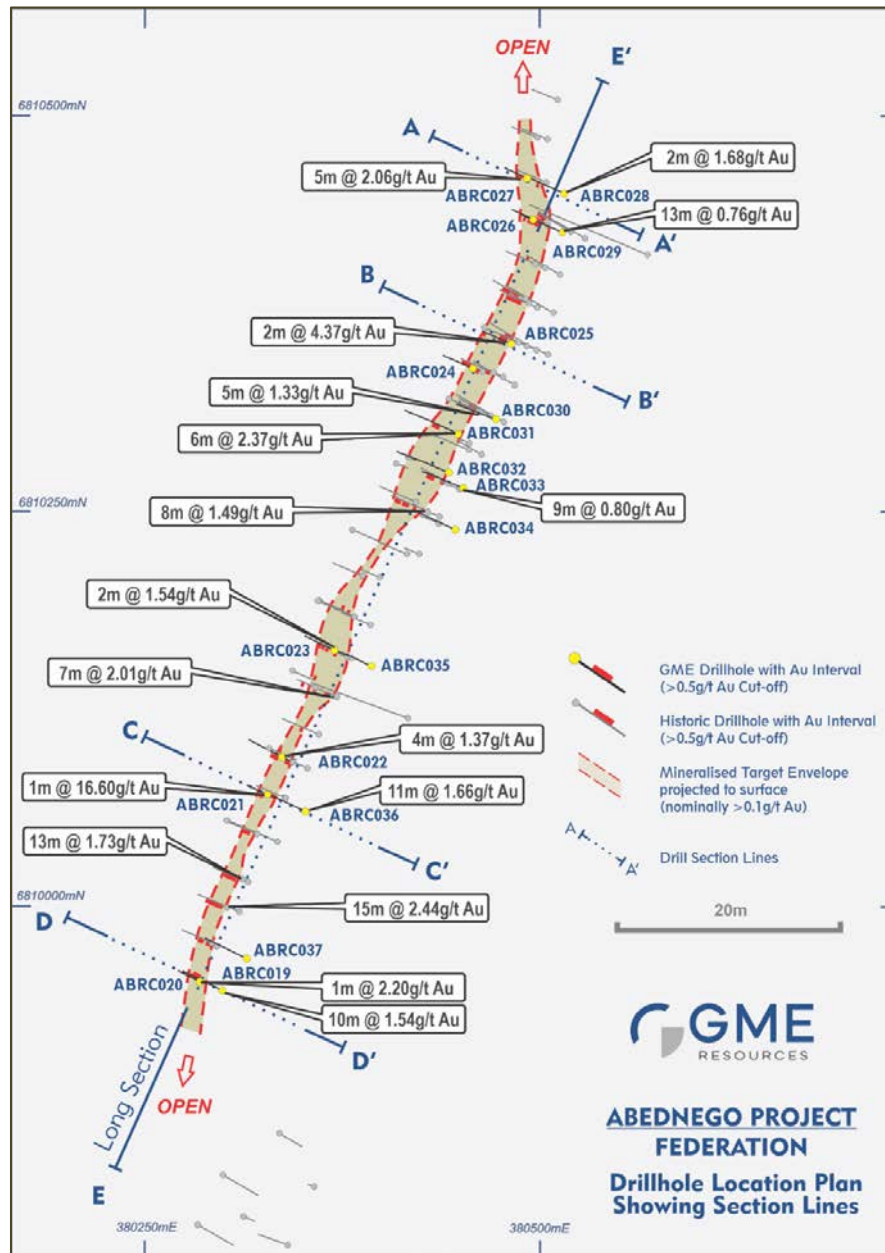 OPEN
E'
6810500mN
A
2m @ 1.68g/t Au
5m @ 2.06g/t Au
ABRC027
ABRC028
13m @ 0.76g/t Au
ABRC026
A'
ABRC029
B
ABRC025
2m @ 4.37g/t Au
ABRC024
B'
5m @ 1.33g/t Au
ABRC030
6m @ 2.37g/t Au
ABRC031
ABRC032
ABRC033
6810250mN
9m @ 0.80g/t Au
8m @ 1.49g/t Au
ABRC034
2m @ 1.54g/t Au
ABRC023
ABRC035
7m @ 2.01g/t Au
GME Drillhole with Au Interval
(>0.5g/t Au Cut-off)
Historic Drillhole with Au Interval
(>0.5g/t Au Cut-off)
Mineralised Target Envelope
projected to surface
(nominally >0.1g/t Au)
A
A'
Drill Section Lines
20m
C
4m @ 1.37g/t Au
ABRC022
1m @ 16.60g/t Au
11m @ 1.66g/t Au
ABRC021
ABRC036
13m @ 1.73g/t Au
C'
6810000mN
15m @ 2.44g/t Au
D
ABRC037
ABRC019
ABRC020
1m @ 2.20g/t Au
10m @ 1.54g/t Au
D'
Long Section
OPEN
E
GME
RESOURCES
ABEDNEGO PROJECT
FEDERATION
Drillhole Location Plan
Showing Section Lines
380250mE
380500mE